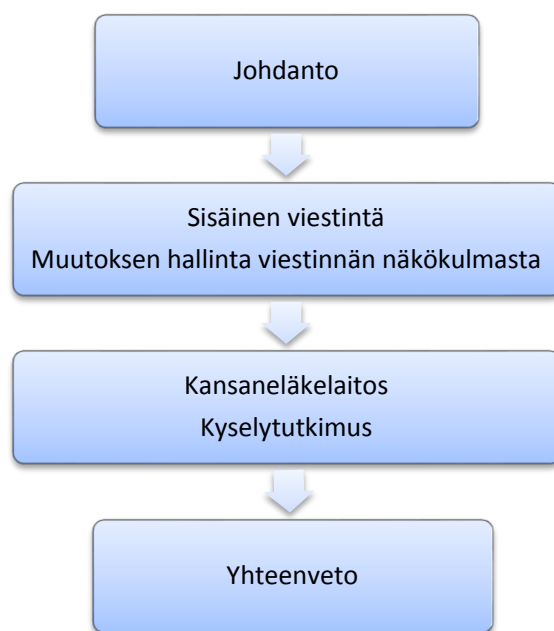 Johdanto
Sisäinen viestintä
Muutoksen hallinta viestinnän näkökulmasta
Kansaneläkelaitos
Kyselytutkimus
Yhteenveto